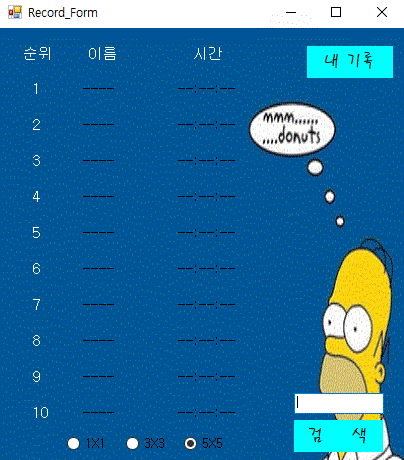 Record_Form
순위 이름 시간 내 기록
1 ---- --:--:--
2 ---- --:--:--
mmm......
....donuts
3 ---- --:--:--
4 ---- --:--:--
5 ---- --:--:--
6 ---- --:--:--
7 ---- --:--:--
8 ---- --:--:--
9 ---- --:--:--
10 ---- --:--:--
검 색
1X1 3X3 5X5